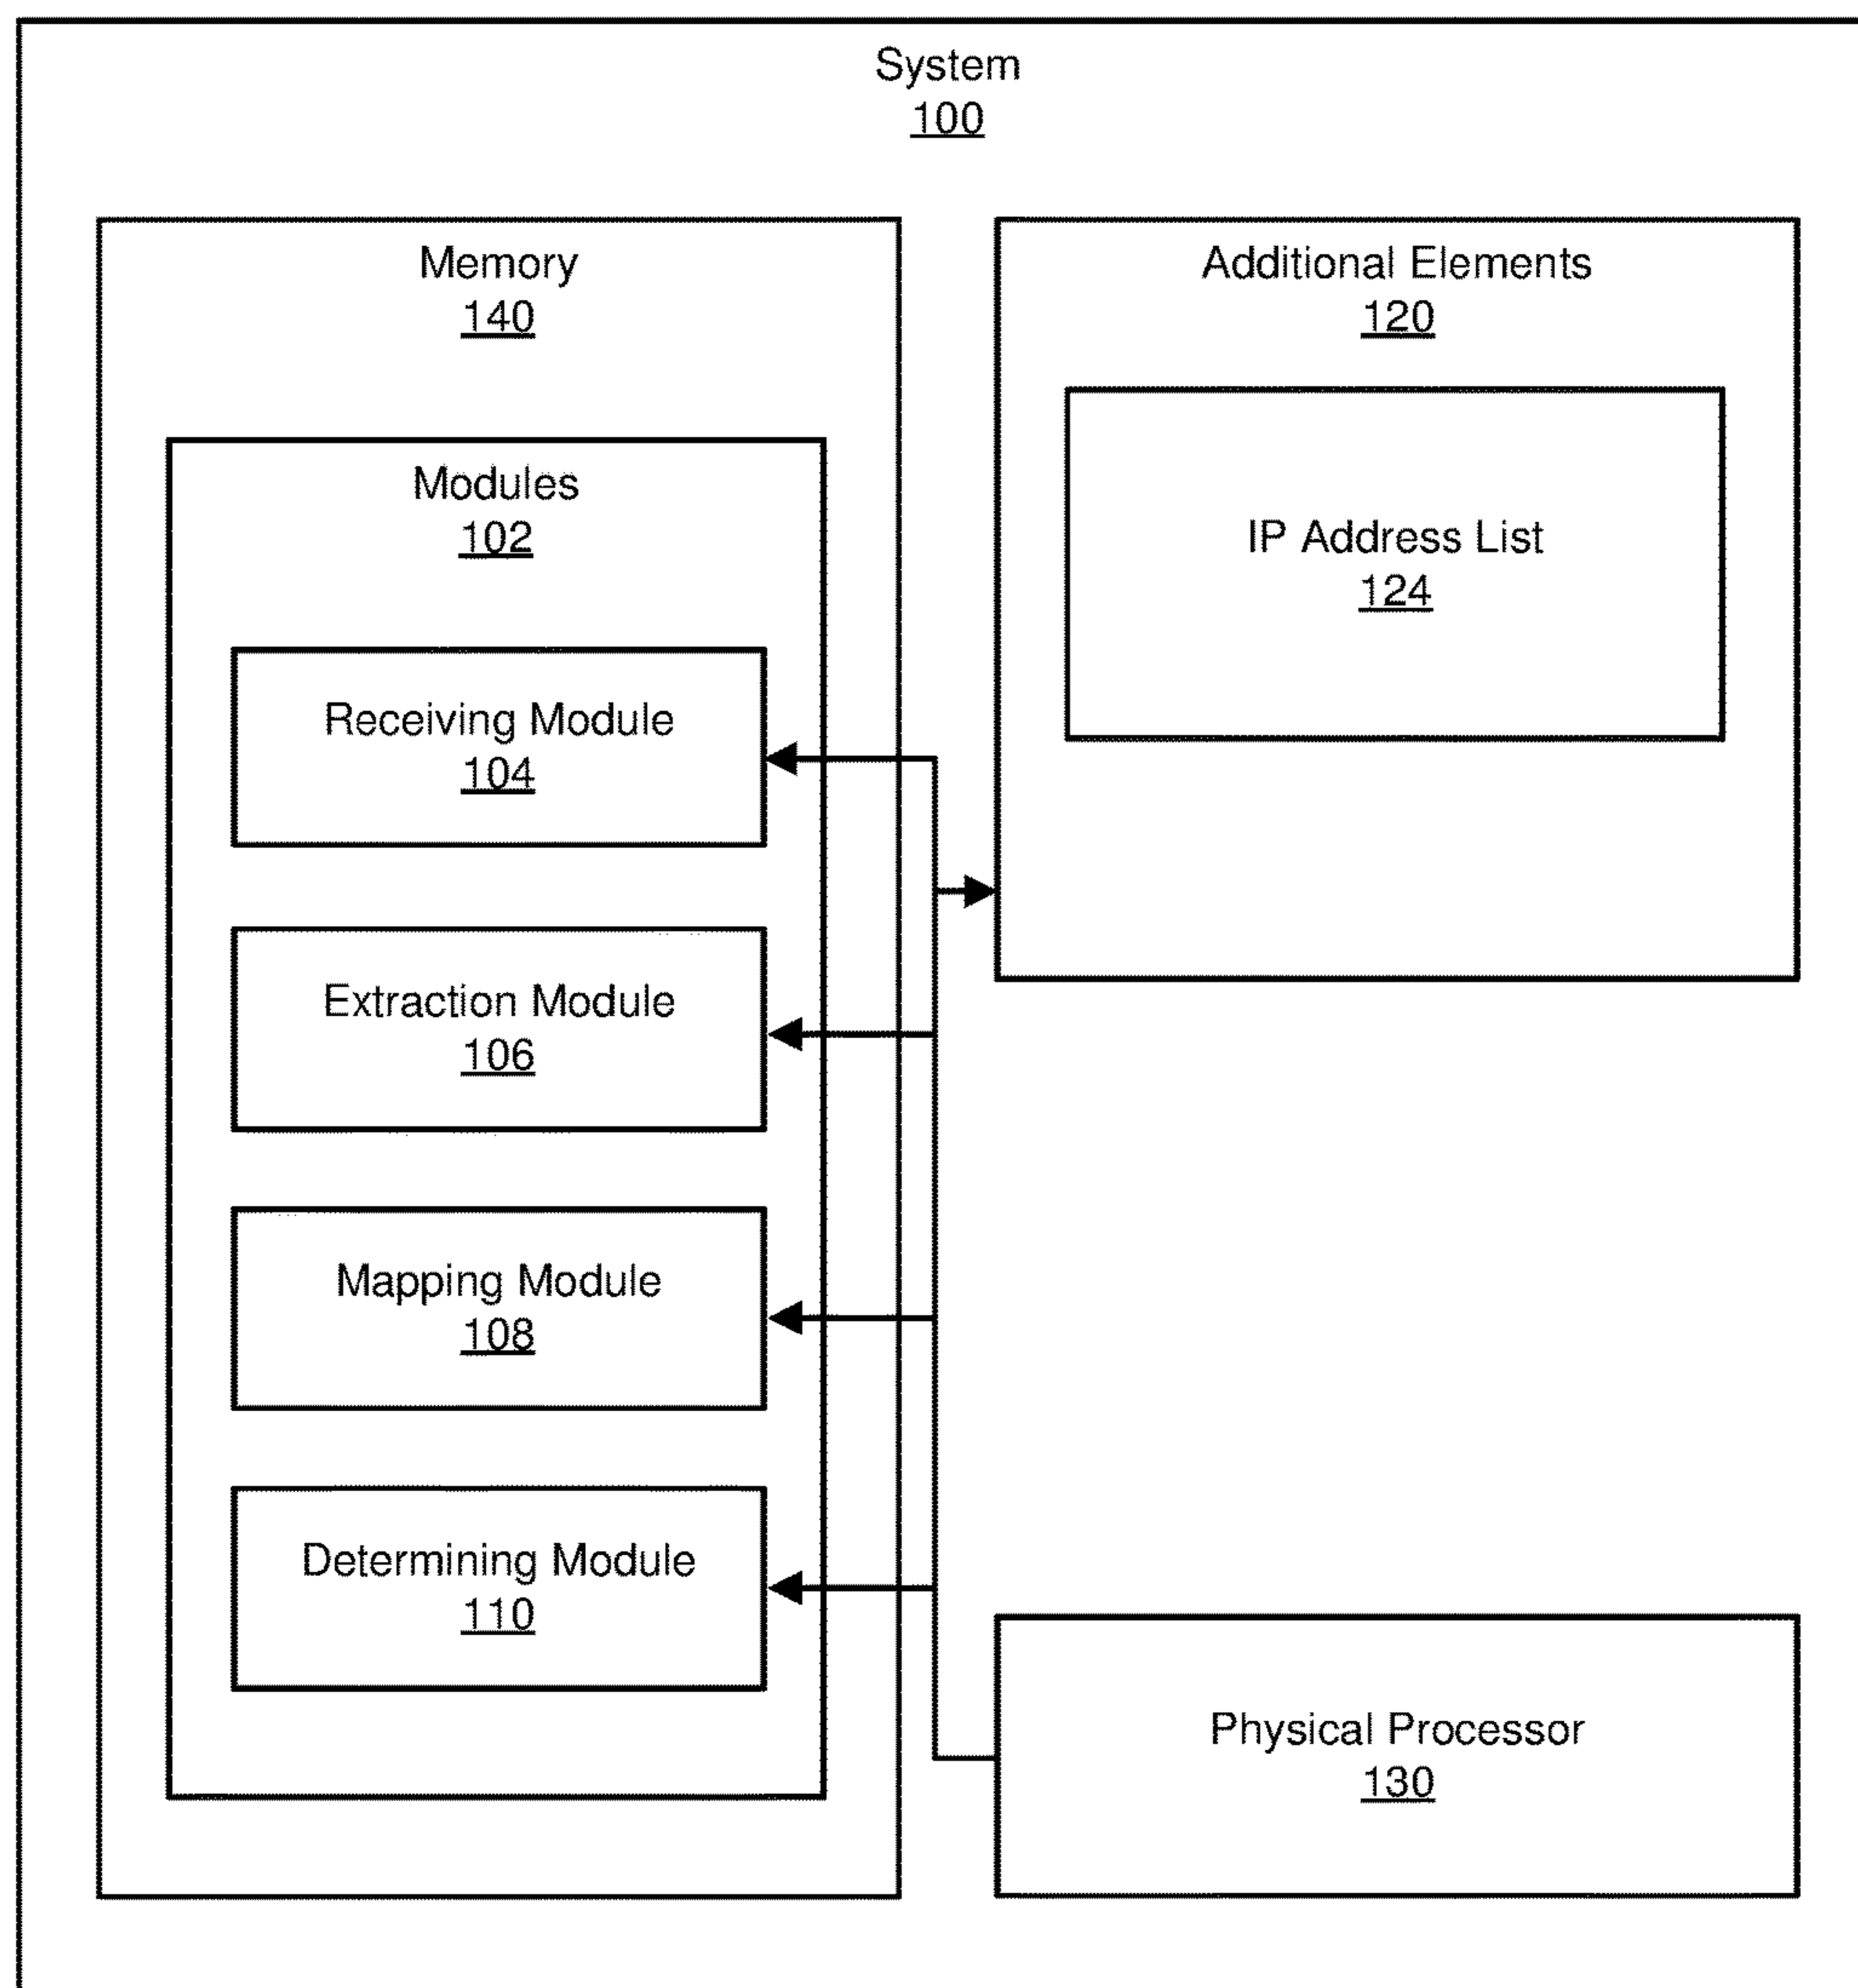 System
100
Memory
140
Modules
102
Receiving Module
104
Extraction Module
106
Mapping Module
108
Determining Module
110
Additional Elements
120
IP Address List
124
Physical Processor
130